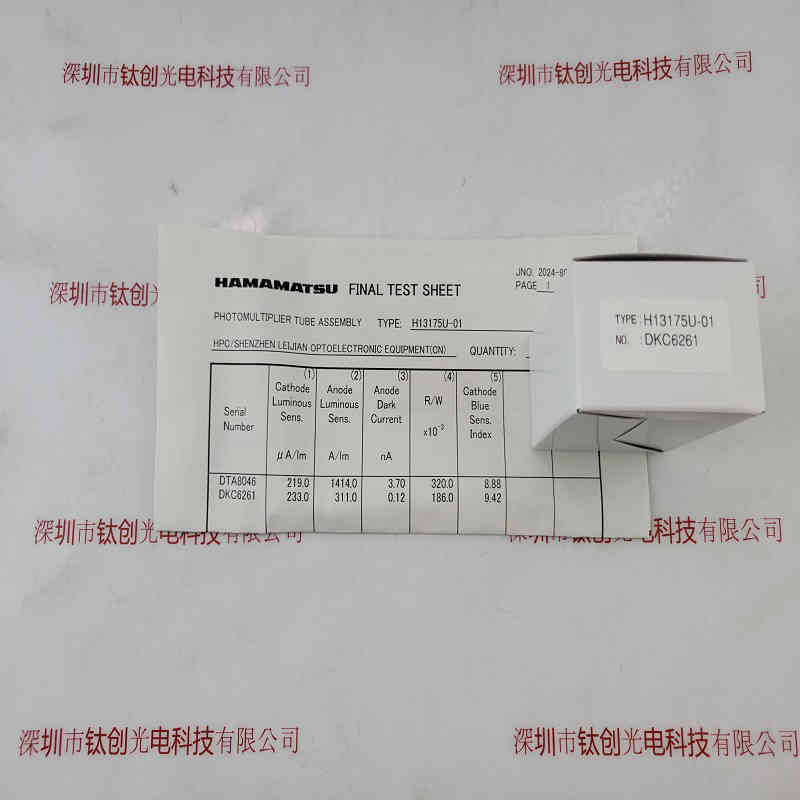 深圳市钛创光电科技有限公司
深圳市钛创光电科技有限公司
深圳市钛创
HAMAMATSU FINAL TEST SHEET
JNO. 2024-
PAGE 1
PHOTOMULTIPLIER TUBE ASSEMBLY TYPE: H13175U-01
HPC/SHENZHEN LEIJIAN OPTOELECTRONIC EQUIPMENT(CN) QUANTITY:
Serial Number
(1) Cathode Luminous Sens. μA/lm
(2) Anode Luminous Sens. A/lm
(3) Anode Dark Current nA
(4) R/W x10⁻³
(5) Cathode Blue Sens. Index
DTA8046 219.0 1414.0 3.70 320.0 8.88
DKC6261 233.0 311.0 0.12 186.0 9.42
TYPE : H13175U-01
NO. : DKC6261
司
深圳市钛创光电科技有限公司
光电科技有限公司
深圳市钛创光电科技有限公司
深圳市钛创光电科技有限公司